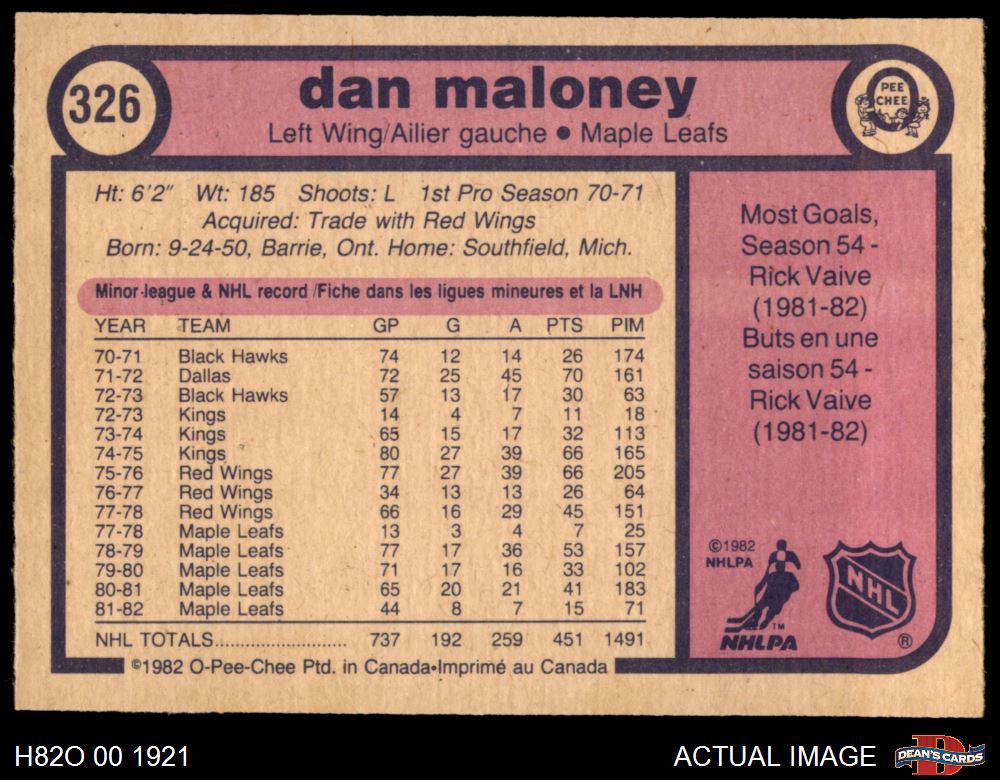 326
dan maloney
Left Wing/Ailier gauche • Maple Leafs
O PEE CHEE
Ht: 6'2" Wt: 185 Shoots: L 1st Pro Season 70-71
Acquired: Trade with Red Wings
Born: 9-24-50, Barrie, Ont. Home: Southfield, Mich.
Minor-league & NHL record/Fiche dans les ligues mineures et la LNH
YEAR TEAM GP G A PTS PIM
70-71 Black Hawks 74 12 14 26 174
71-72 Dallas 72 25 45 70 161
72-73 Black Hawks 57 13 17 30 63
72-73 Kings 14 4 7 11 18
73-74 Kings 65 15 17 32 113
74-75 Kings 80 27 39 66 165
75-76 Red Wings 77 27 39 66 205
76-77 Red Wings 34 13 13 26 64
77-78 Red Wings 66 16 29 45 151
77-78 Maple Leafs 13 3 4 7 25
78-79 Maple Leafs 77 17 36 53 157
79-80 Maple Leafs 71 17 16 33 102
80-81 Maple Leafs 65 20 21 41 183
81-82 Maple Leafs 44 8 7 15 71
NHL TOTALS........................... 737 192 259 451 1491
©1982 O-Pee-Chee Ptd. in Canada•Imprimé au Canada
Most Goals,
Season 54 -
Rick Vaive
(1981-82)
Buts en une
saison 54 -
Rick Vaive
(1981-82)
©1982
NHLPA
TM
NHLPA
NHL
®
H82O 00 1921
ACTUAL IMAGE
D
DEAN'S CARDS